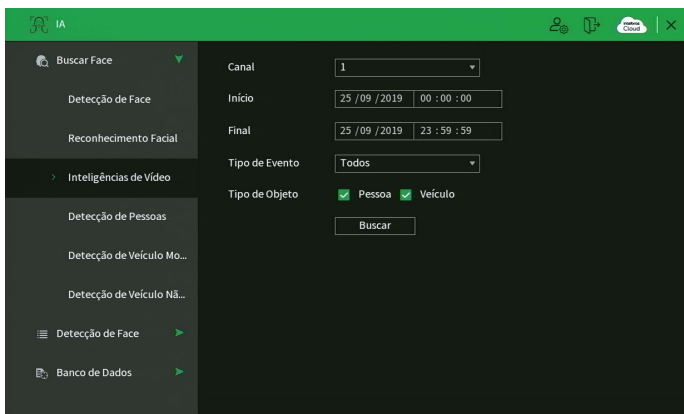 IA
intelbras
Cloud
Buscar Face
Detecção de Face
Reconhecimento Facial
Inteligências de Vídeo
Detecção de Pessoas
Detecção de Veículo Mo...
Detecção de Veículo Nã...
Detecção de Face
Banco de Dados
Canal 1
Início 25 /09 /2019 00 : 00 : 00
Final 25 /09 /2019 23 : 59 : 59
Tipo de Evento Todos
Tipo de Objeto Pessoa Veículo
Buscar